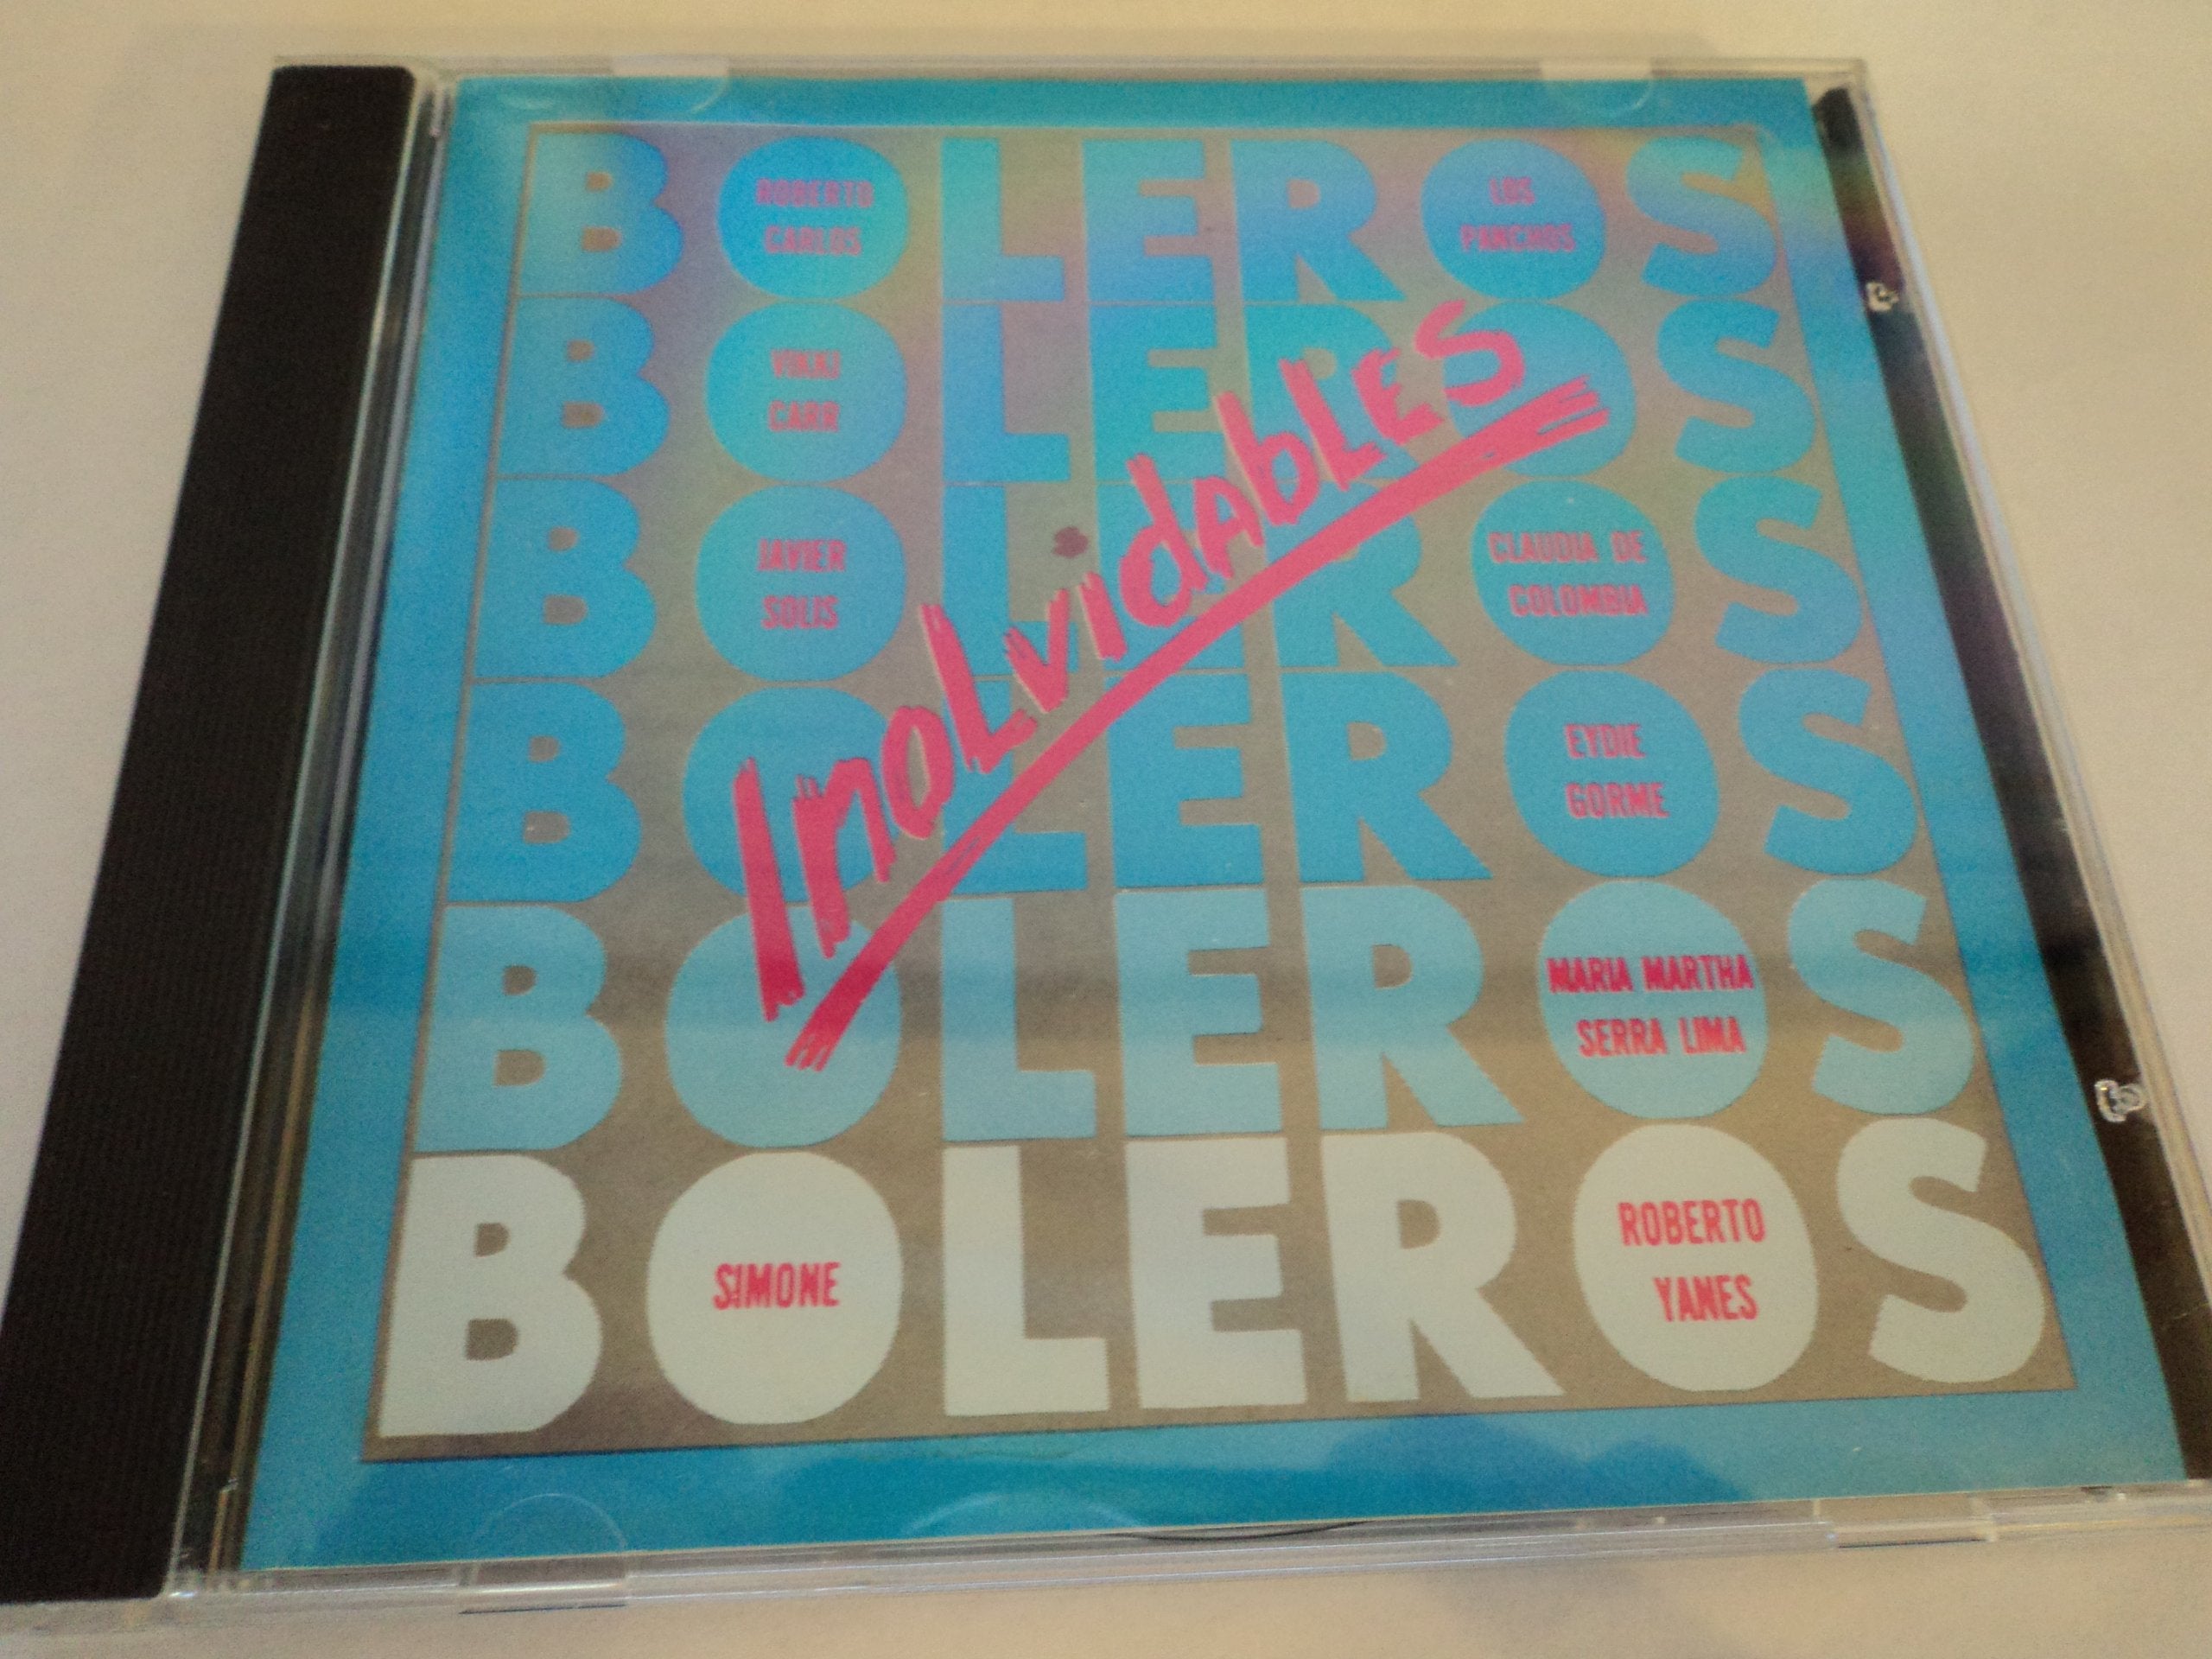 BOLEROS
ROBERTO
CARLOS
LOS
PANCHOS
BOLEROS
VIKKI
CARR
BOLEROS
JAVIER
SOLIS
CLAUDIA DE
COLOMBIA
InoLvidAbLES
BOLEROS
EYDIE
GORME
BOLEROS
MARIA MARTHA
SERRA LIMA
BOLEROS
SIMONE
ROBERTO
YANES